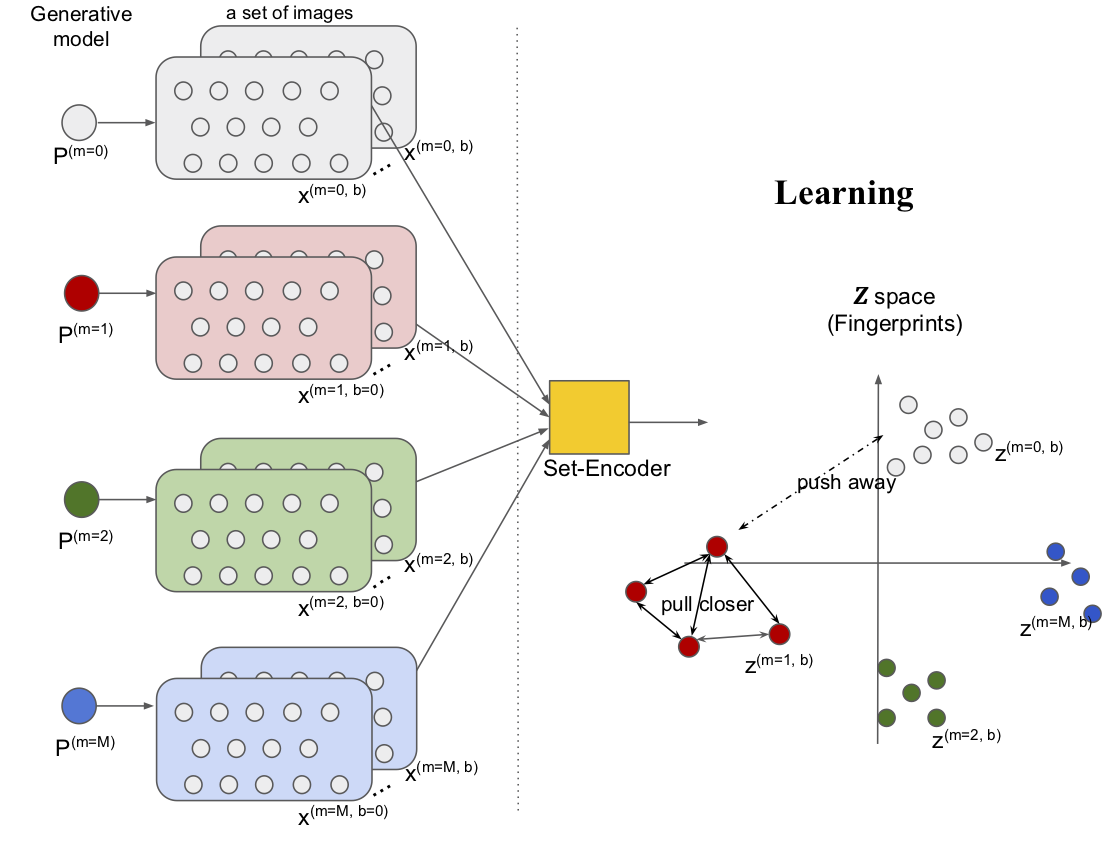 Generative
model
a set of images
P(m=0)
x(m=0, b)
x(m=0, b)
P(m=1)
x(m=1, b)
x(m=1, b=0)
P(m=2)
x(m=2, b)
x(m=2, b=0)
P(m=M)
x(m=M, b)
x(m=M, b=0)
Set-Encoder
Learning
Z space
(Fingerprints)
z(m=0, b)
push away
pull closer
z(m=1, b)
z(m=M, b)
z(m=2, b)